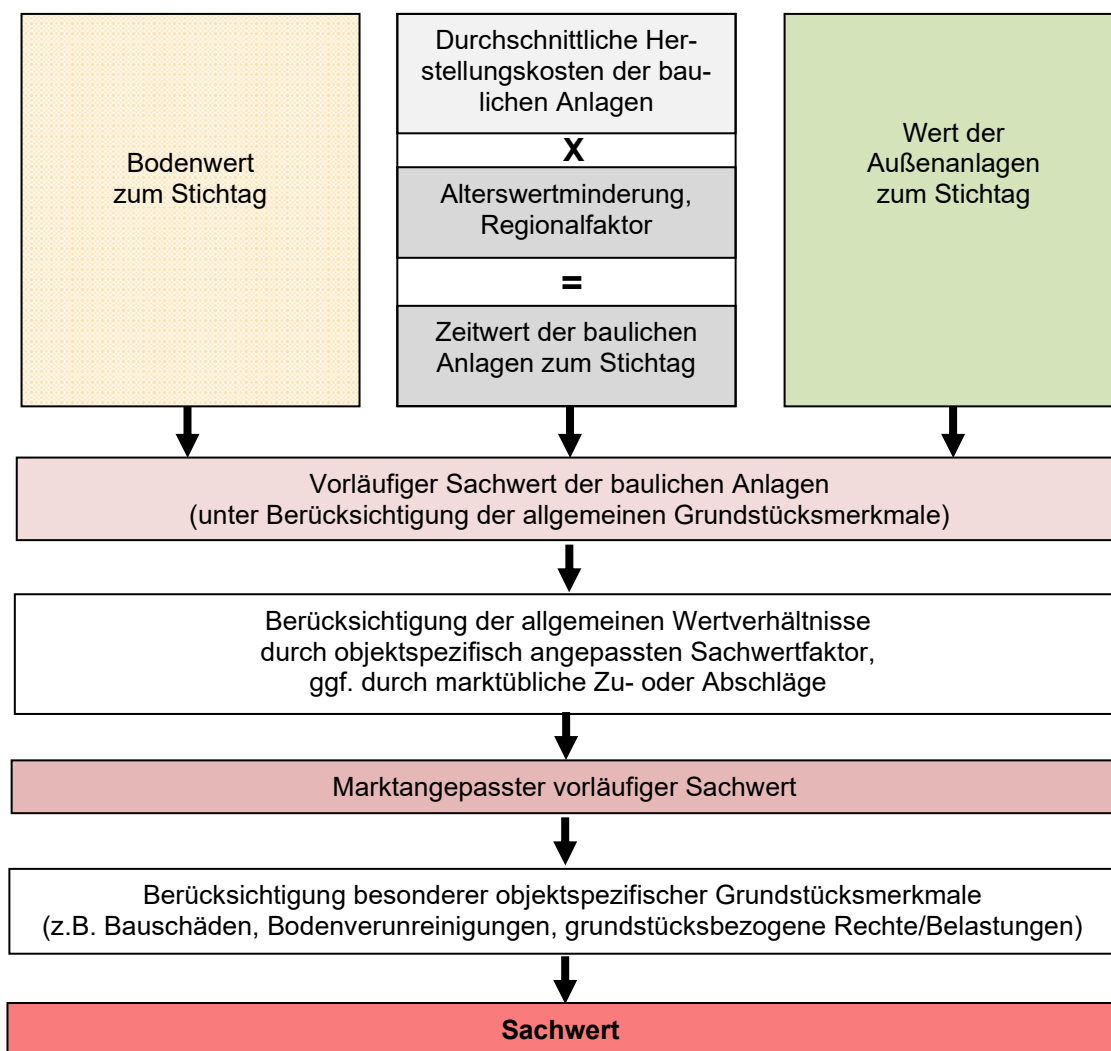 Bodenwert
zum Stichtag
Durchschnittliche Her-
stellungskosten der bau-
lichen Anlagen
X
Alterswertminderung,
Regionalfaktor
=
Zeitwert der baulichen
Anlagen zum Stichtag
Wert der
Außenanlagen
zum Stichtag
Vorläufiger Sachwert der baulichen Anlagen
(unter Berücksichtigung der allgemeinen Grundstücksmerkmale)
Berücksichtigung der allgemeinen Wertverhältnisse
durch objektspezifisch angepassten Sachwertfaktor,
ggf. durch marktübliche Zu- oder Abschläge
Marktangepasster vorläufiger Sachwert
Berücksichtigung besonderer objektspezifischer Grundstücksmerkmale
(z.B. Bauschäden, Bodenverunreinigungen, grundstücksbezogene Rechte/Belastungen)
Sachwert